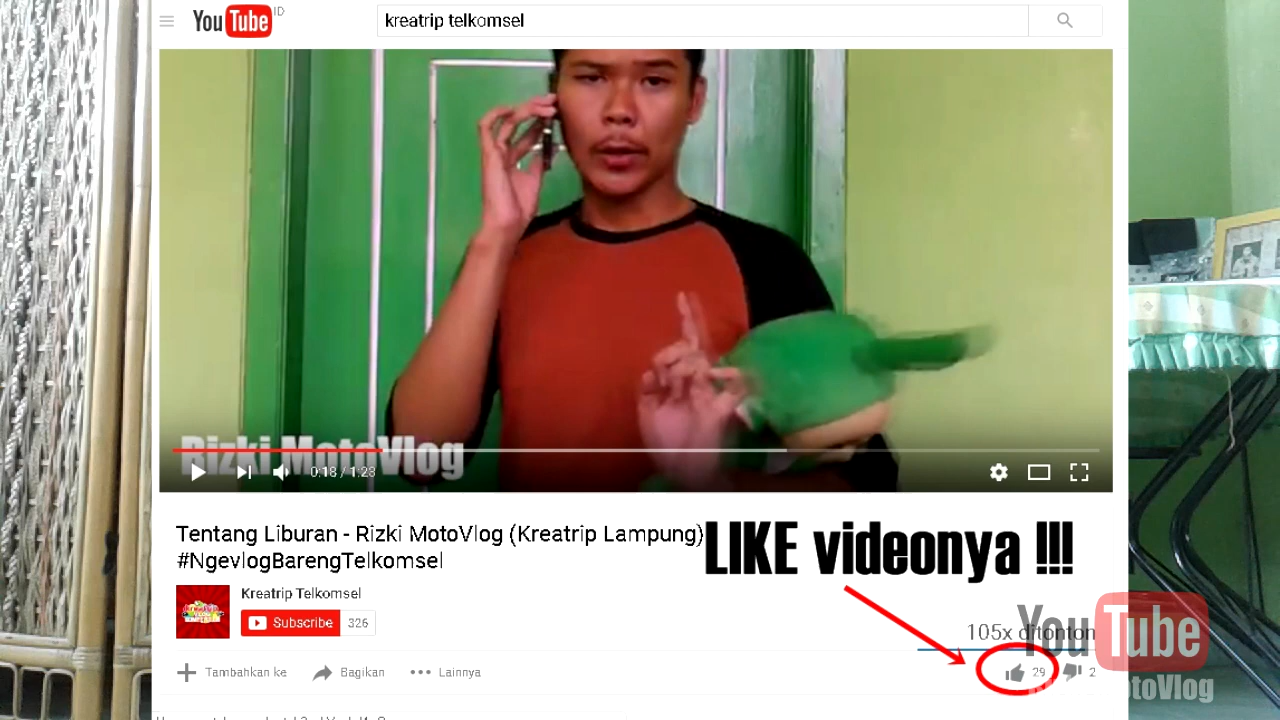 YouTube ID
kreatrip telkomsel
Rizki MotoVlog
0:18 / 1:23
Tentang Liburan - Rizki MotoVlog (Kreatrip Lampung)
#NgevlogBarengTelkomsel
LIKE videonya !!!
Kreatrip Telkomsel
Subscribe 326
105x ditonton
YouTube
Tambahkan ke Bagikan Lainnya 29 2
Rizki MotoVlog